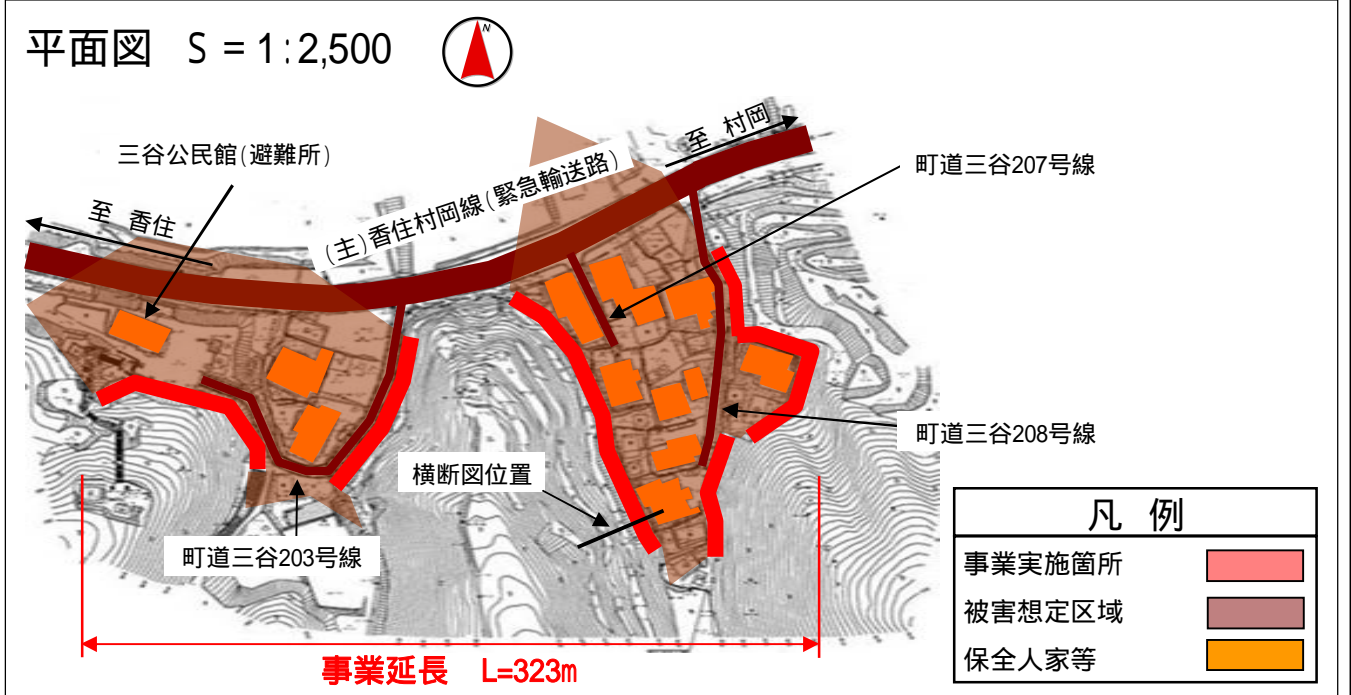 平面図 S = 1:2,500
N
三谷公民館(避難所)
至 香住
(主)香住村岡線(緊急輸送路)
至 村岡
町道三谷207号線
町道三谷208号線
横断図位置
町道三谷203号線
事業延長 L=323m
凡 例
事業実施箇所
被害想定区域
保全人家等